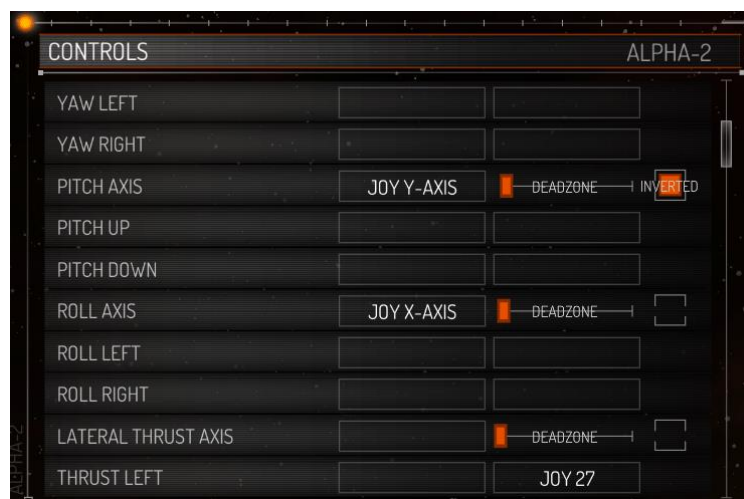 CONTROLS ALPHA-2
YAW LEFT
YAW RIGHT
PITCH AXIS JOY Y-AXIS DEADZONE INVERTED
PITCH UP
PITCH DOWN
ROLL AXIS JOY X-AXIS DEADZONE
ROLL LEFT
ROLL RIGHT
LATERAL THRUST AXIS DEADZONE
THRUST LEFT JOY 27
ALPHA-2